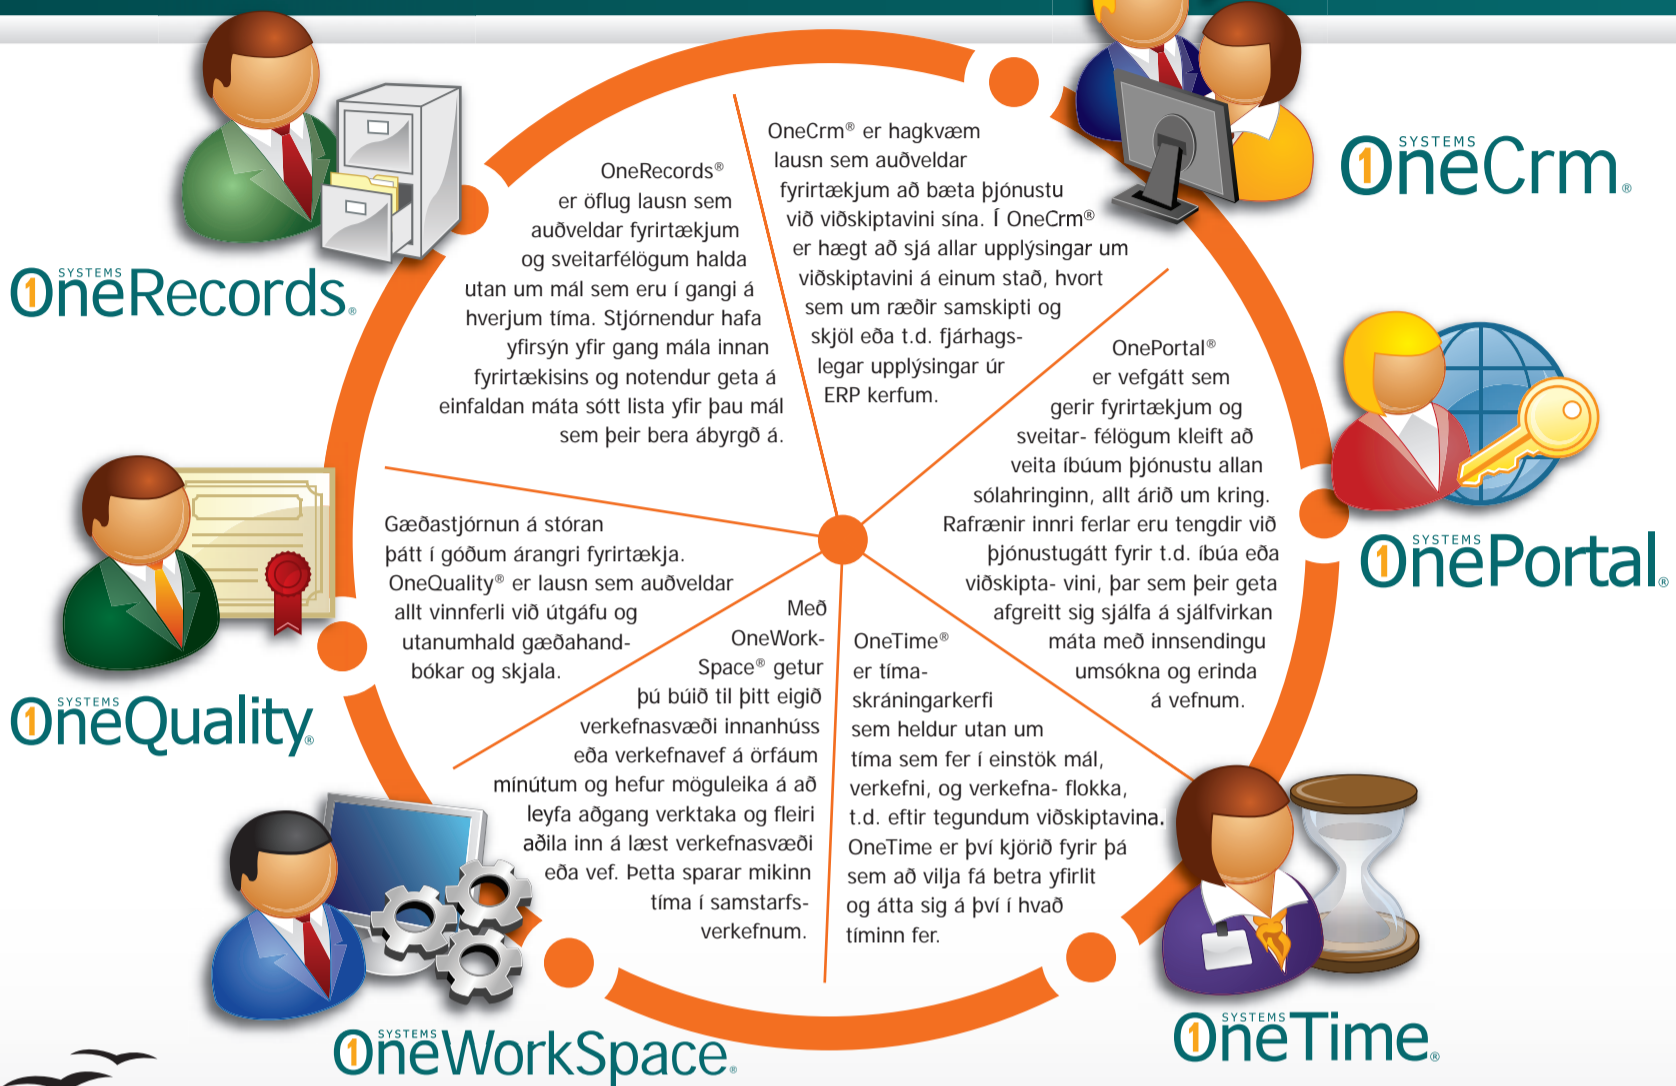 OneRecords®
er öflug lausn sem
auðveldar fyrirtækjum
og sveitarfélögum halda
utan um mál sem eru í gangi á
hverjum tíma. Stjórnendur hafa
yfirsýn yfir gang mála innan
fyrirtækisins og notendur geta á
einfaldan máta sótt lista yfir þau mál
sem þeir bera ábyrgð á.
OneCrm® er hagkvæm
lausn sem auðveldar
fyrirtækjum að bæta þjónustu
við viðskiptavini sína. Í OneCrm®
er hægt að sjá allar upplýsingar um
viðskiptavini á einum stað, hvort
sem um ræðir samskipti og
skjöl eða t.d. fjárhags-
legar upplýsingar úr
ERP kerfum.
SYSTEMS
OneCrm®
SYSTEMS
OneRecords®
OnePortal®
er vefgátt sem
gerir fyrirtækjum og
sveitar- félögum kleift að
veita íbúum þjónustu allan
sólahringinn, allt árið um kring.
Rafrænir innri ferlar eru tengdir við
þjónustugátt fyrir t.d. íbúa eða
viðskipta- vini, þar sem þeir geta
afgreitt sig sjálfa á sjálfvirkan
máta með innsendingu
umsókna og erinda
á vefnum.
SYSTEMS
OnePortal®
Gæðastjórnun á stóran
þátt í góðum árangri fyrirtækja.
OneQuality® er lausn sem auðveldar
allt vinnferli við útgáfu og
utanumhald gæðahand-
bókar og skjala.
SYSTEMS
OneQuality®
Með
OneWork-
Space® getur
þú búið til þitt eigið
verkefnasvæði innanhúss
eða verkefnavef á örfáum
mínútum og hefur möguleika á að
leyfa aðgang verktaka og fleiri
aðila inn á læst verkefnasvæði
eða vef. Þetta sparar mikinn
tíma í samstarfs-
verkefnum.
OneTime®
er tíma-
skráningarkerfi
sem heldur utan um
tíma sem fer í einstök mál,
verkefni, og verkefna- flokka,
t.d. eftir tegundum viðskiptavina.
OneTime er því kjörið fyrir þá
sem að vilja fá betra yfirlit
og átta sig á því í hvað
tíminn fer.
SYSTEMS
OneTime®
SYSTEMS
OneWorkSpace®